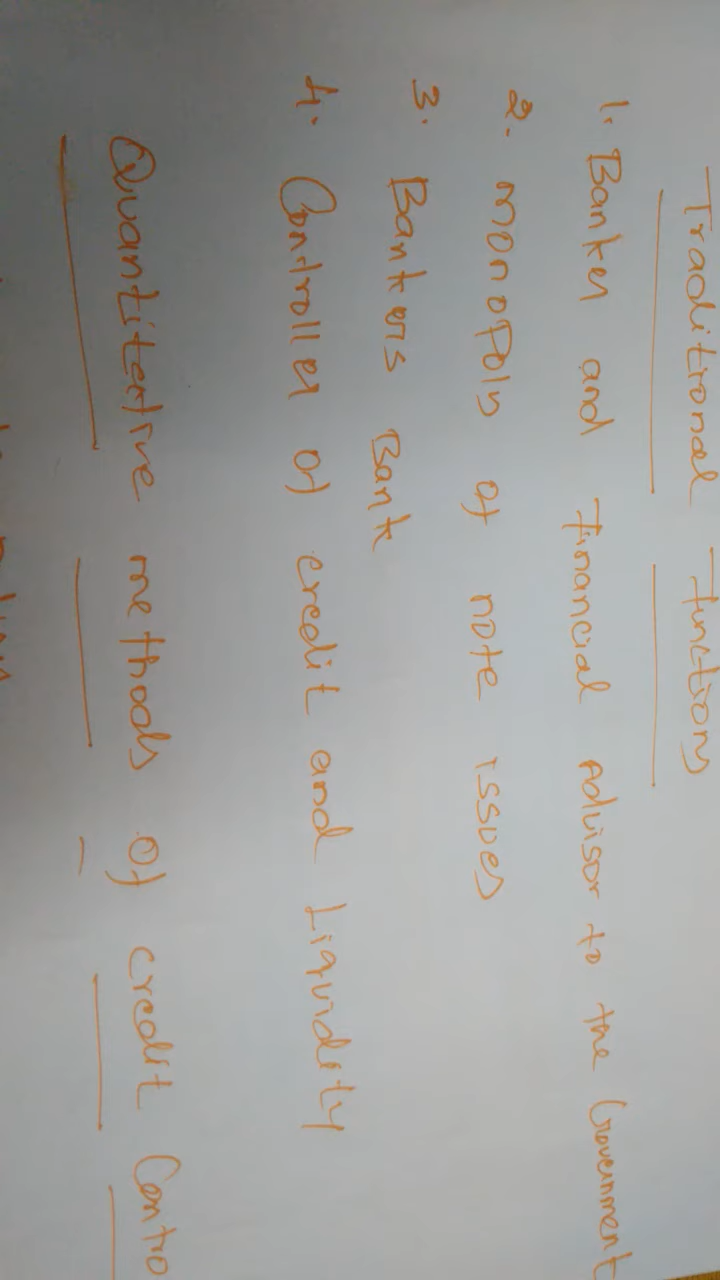 Traditional Functions
1. Banker and Financial Advisor to the Government
2. monopoly of note issues
3. Bankers Bank
4. Controller of credit and Liquidity
Quantitative methods of credit Contro